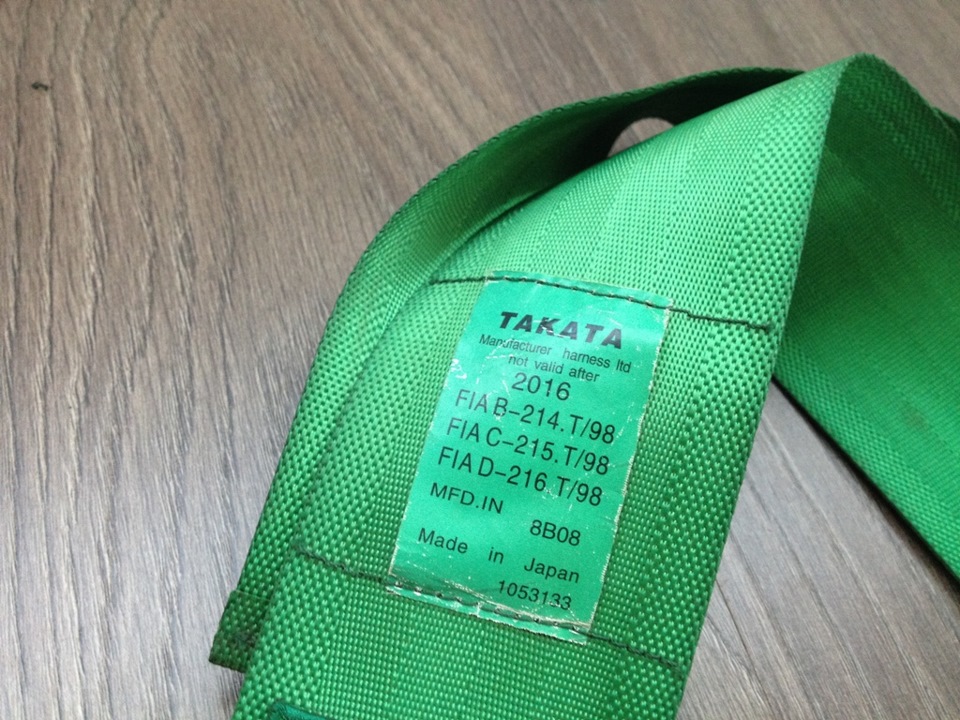 TAKATA
Manufacturer harness ltd
not valid after
2016
FIA B-214.T/98
FIA C-215.T/98
FIA D-216.T/98
MFD.IN 8B08
Made in Japan
1053133